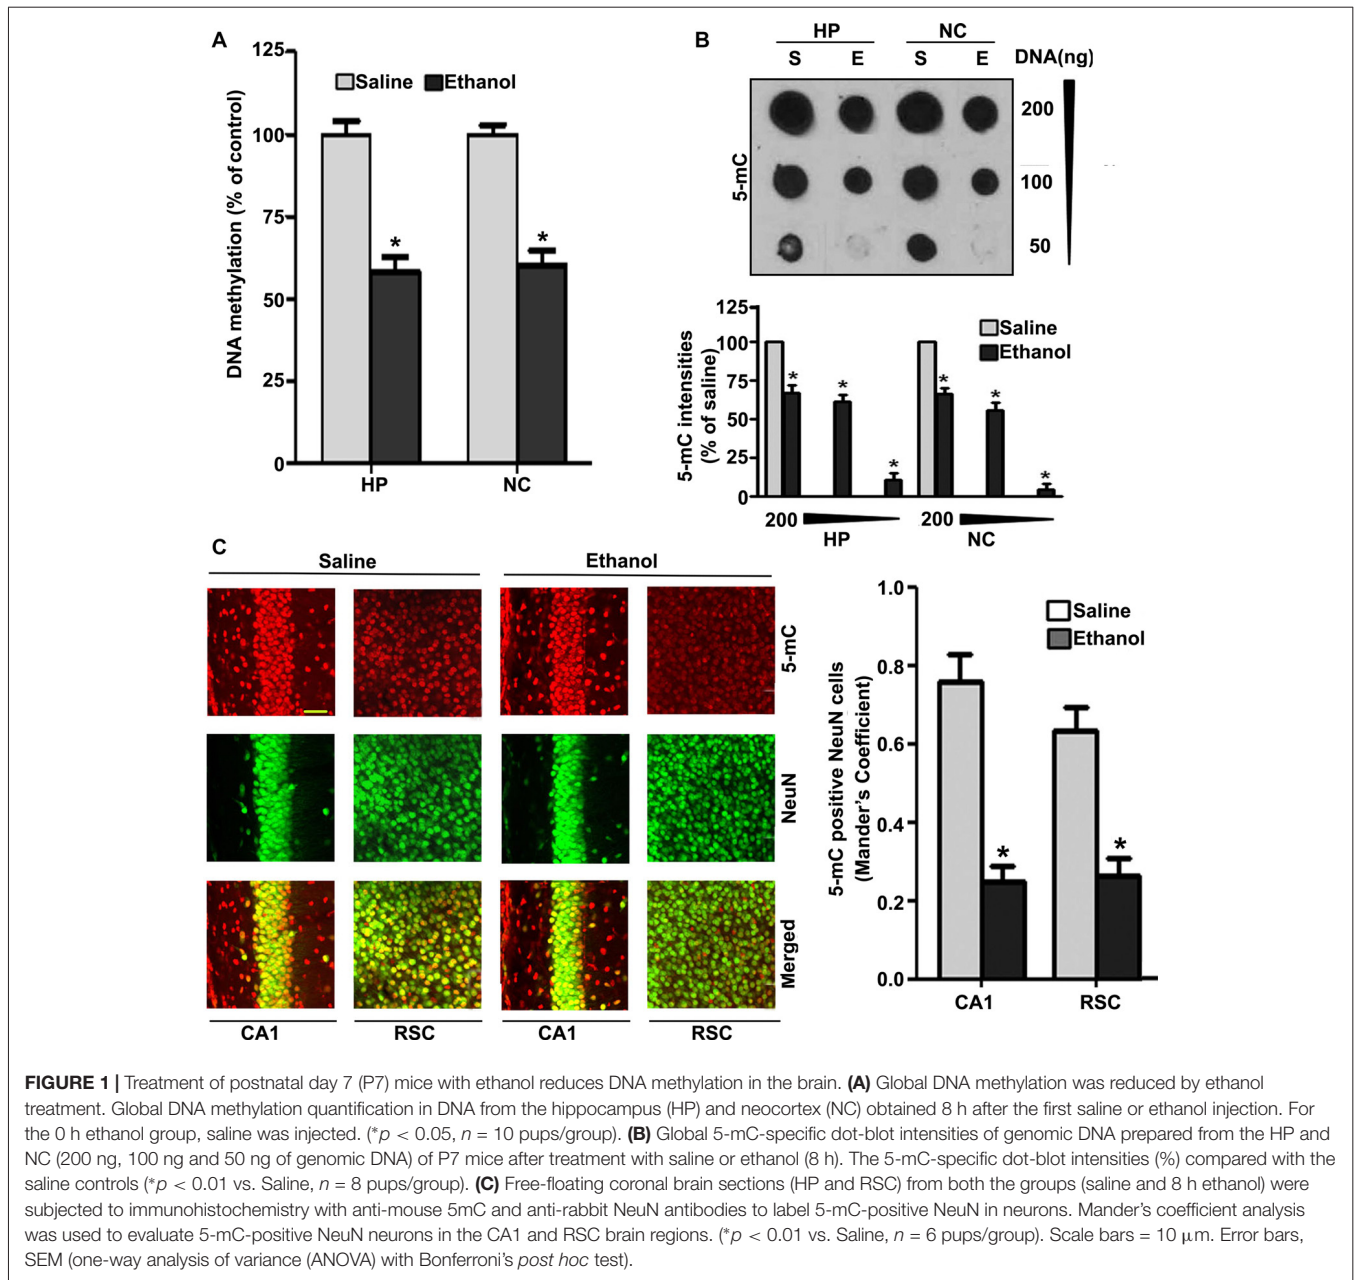 A
125
100
75
50
25
0
DNA methylation (% of control)
Saline Ethanol
*
*
HP NC
B
HP NC
S E S E DNA(ng)
200
100
50
5-mC
125
100
75
50
25
0
5-mC intensities
(% of saline)
Saline
Ethanol
* * * * * *
200 200
HP NC
C
Saline Ethanol
5-mC
NeuN
Merged
CA1 RSC CA1 RSC
1.0
0.8
0.6
0.4
0.2
0.0
5-mC positive NeuN cells
(Mander's Coefficient)
Saline
Ethanol
* *
CA1 RSC
FIGURE 1 | Treatment of postnatal day 7 (P7) mice with ethanol reduces DNA methylation in the brain. (A) Global DNA methylation was reduced by ethanol
treatment. Global DNA methylation quantification in DNA from the hippocampus (HP) and neocortex (NC) obtained 8 h after the first saline or ethanol injection. For
the 0 h ethanol group, saline was injected. (*p < 0.05, n = 10 pups/group). (B) Global 5-mC-specific dot-blot intensities of genomic DNA prepared from the HP and
NC (200 ng, 100 ng and 50 ng of genomic DNA) of P7 mice after treatment with saline or ethanol (8 h). The 5-mC-specific dot-blot intensities (%) compared with the
saline controls (*p < 0.01 vs. Saline, n = 8 pups/group). (C) Free-floating coronal brain sections (HP and RSC) from both the groups (saline and 8 h ethanol) were
subjected to immunohistochemistry with anti-mouse 5mC and anti-rabbit NeuN antibodies to label 5-mC-positive NeuN in neurons. Mander's coefficient analysis
was used to evaluate 5-mC-positive NeuN neurons in the CA1 and RSC brain regions. (*p < 0.01 vs. Saline, n = 6 pups/group). Scale bars = 10 μm. Error bars,
SEM (one-way analysis of variance (ANOVA) with Bonferroni's post hoc test).